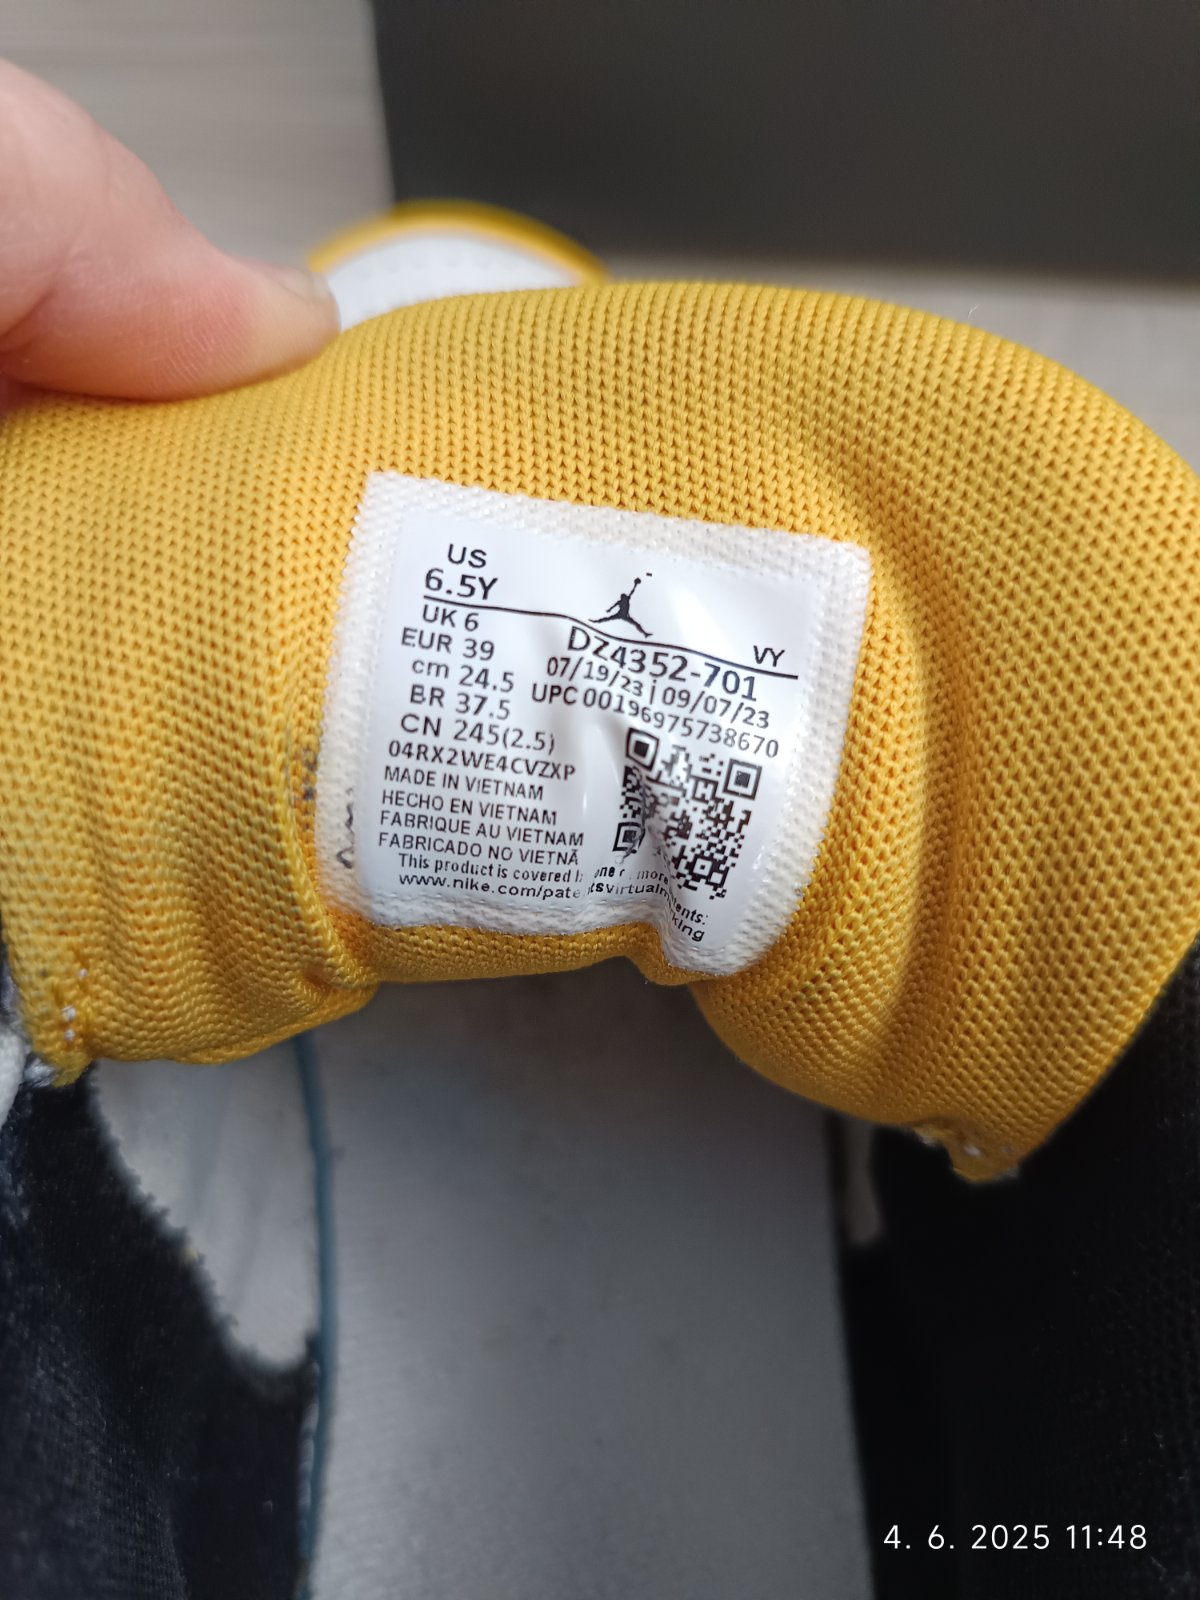 US
6.5Y
UK 6
EUR 39
cm 24.5
BR 37.5
CN 245(2.5)
04RX2WE4CVZXP
MADE IN VIETNAM
HECHO EN VIETNAM
FABRIQUE AU VIETNAM
FABRICADO NO VIETNÃ
VY
DZ4352-701
07/19/23 | 09/07/23
UPC 00196975738670
This product is covered one more
www.nike.com/
4. 6. 2025 11:48